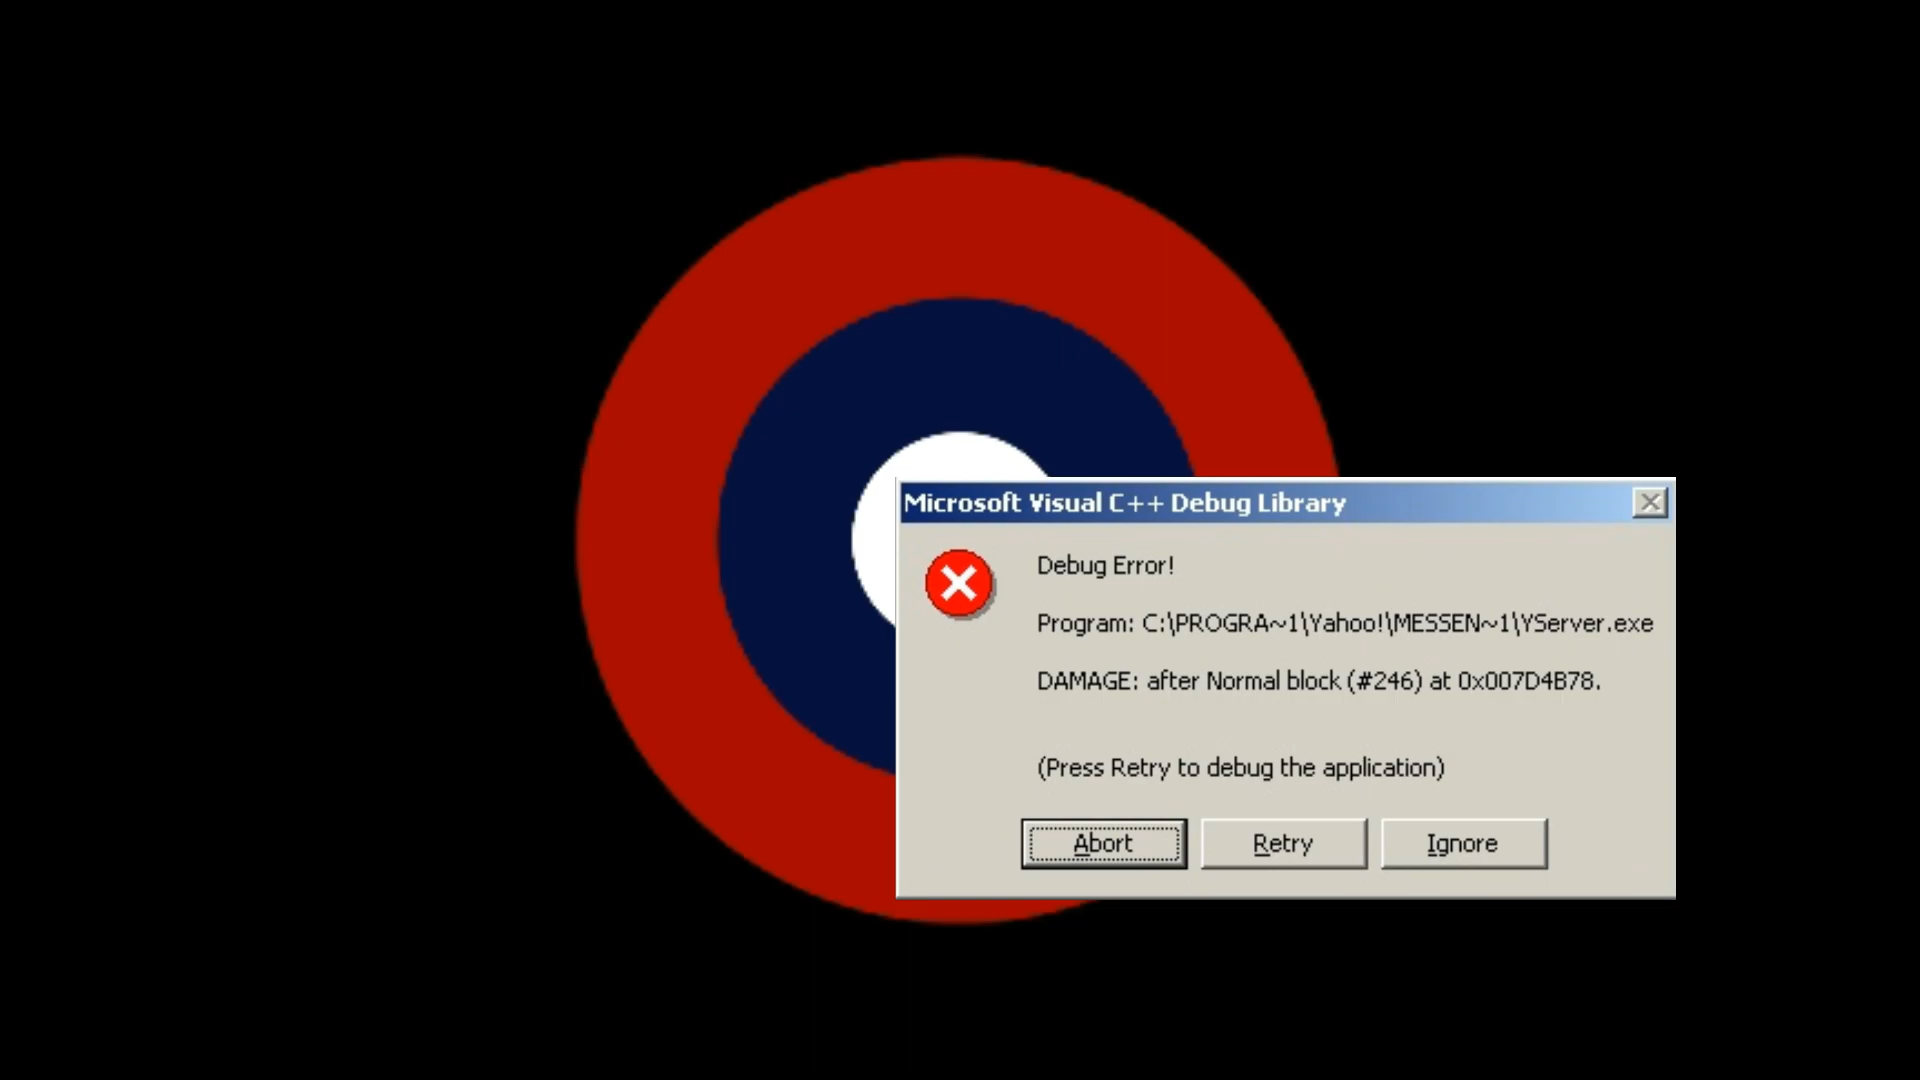 Microsoft Visual C++ Debug Library
Debug Error!
Program: C:\PROGRA~1\Yahoo!\MESSEN~1\YServer.exe
DAMAGE: after Normal block (#246) at 0x007D4B78.
(Press Retry to debug the application)
Abort Retry Ignore